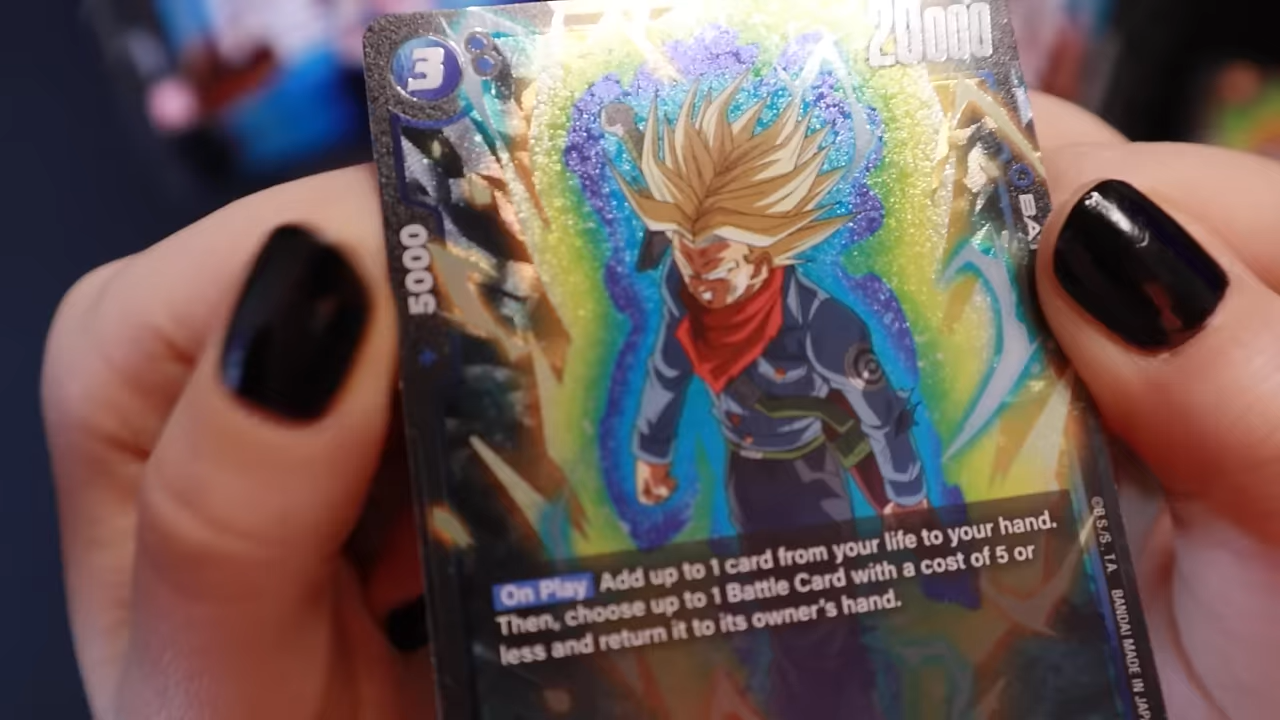 3
20000
5000
BA
On Play Add up to 1 card from your life to your hand.
Then, choose up to 1 Battle Card with a cost of 5 or
less and return it to its owner's hand.
©B.S./S., T.A. BANDAI MADE IN JAP